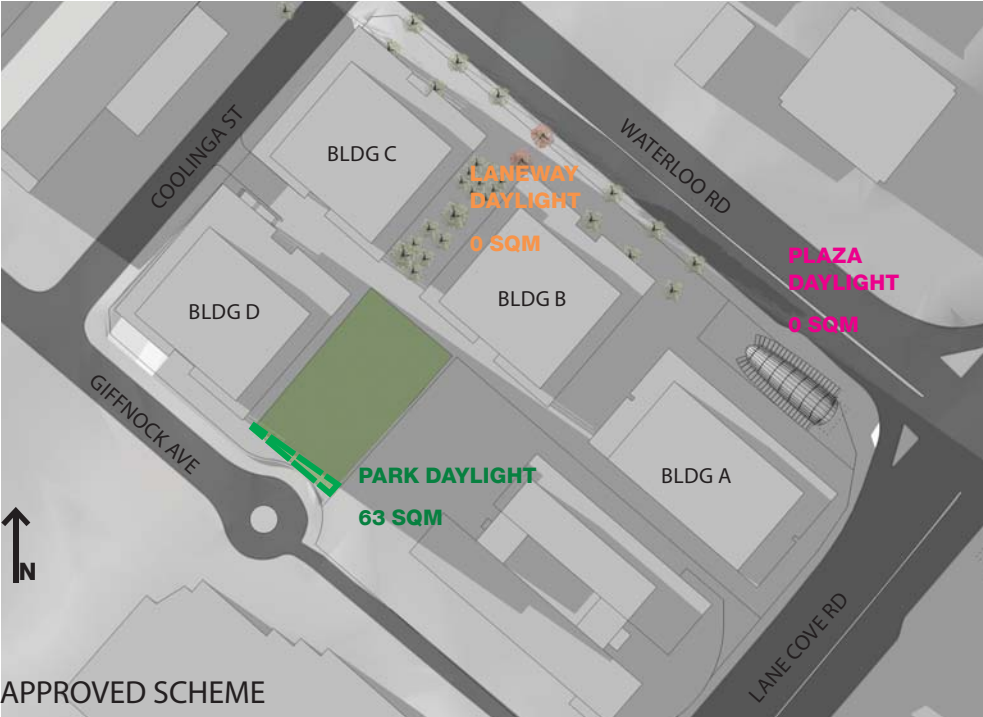 COOLINGA ST
BLDG C
WATERLOO RD
LANEWAY
DAYLIGHT
0 SQM
PLAZA
DAYLIGHT
0 SQM
BLDG B
BLDG D
GIFFNOCK AVE
PARK DAYLIGHT
63 SQM
BLDG A
N
LANE COVE RD
APPROVED SCHEME